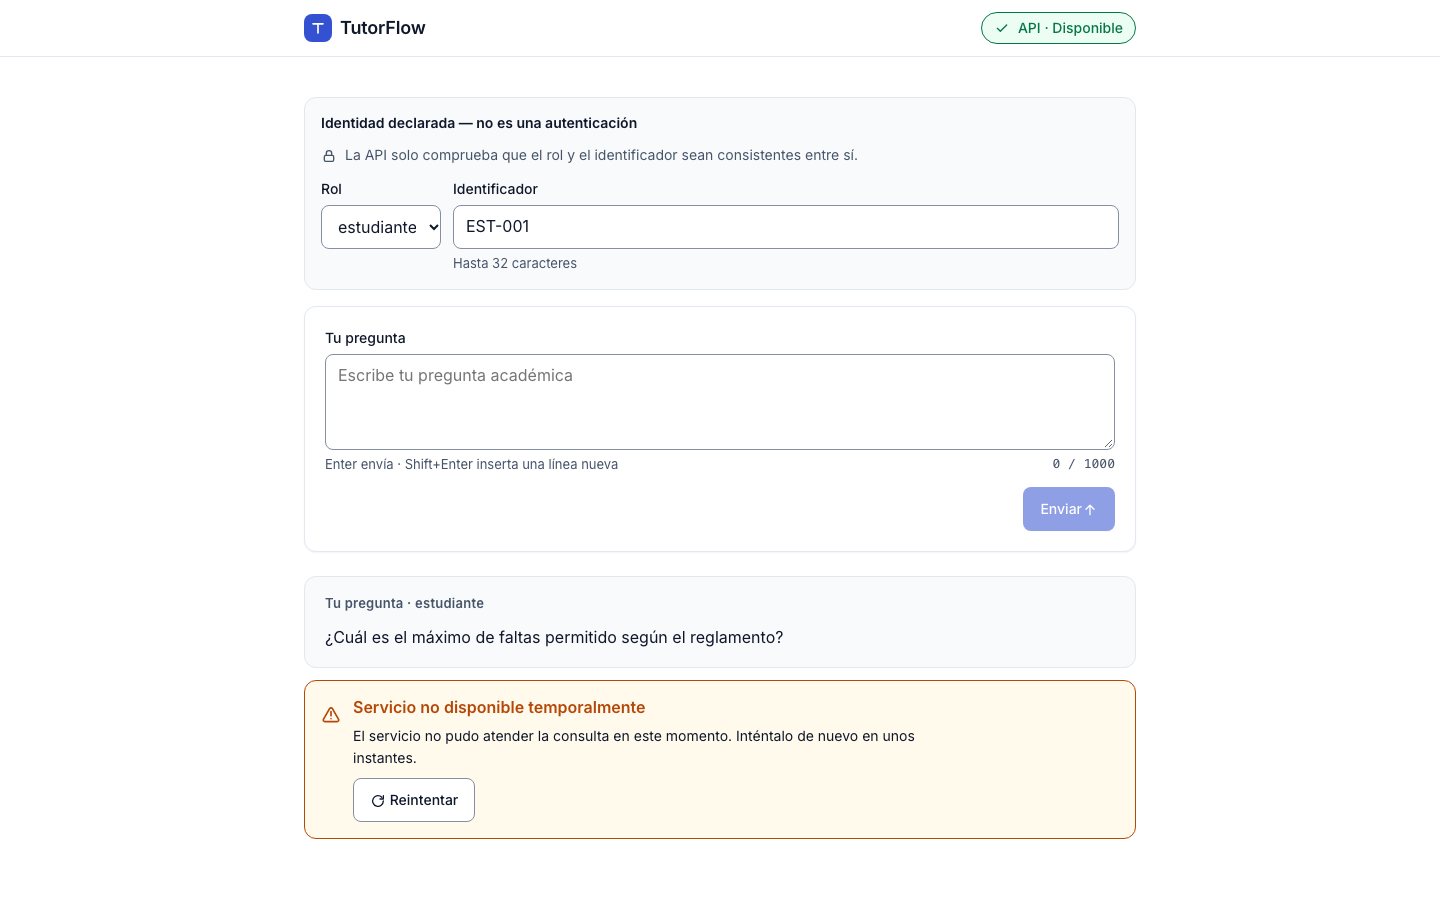 T TutorFlow
API · Disponible
Identidad declarada — no es una autenticación
La API solo comprueba que el rol y el identificador sean consistentes entre sí.
Rol
Identificador
estudiante
EST-001
Hasta 32 caracteres
Tu pregunta
Escribe tu pregunta académica
Enter envía · Shift+Enter inserta una línea nueva
0 / 1000
Enviar ↑
Tu pregunta · estudiante
¿Cuál es el máximo de faltas permitido según el reglamento?
Servicio no disponible temporalmente
El servicio no pudo atender la consulta en este momento. Inténtalo de nuevo en unos
instantes.
Reintentar